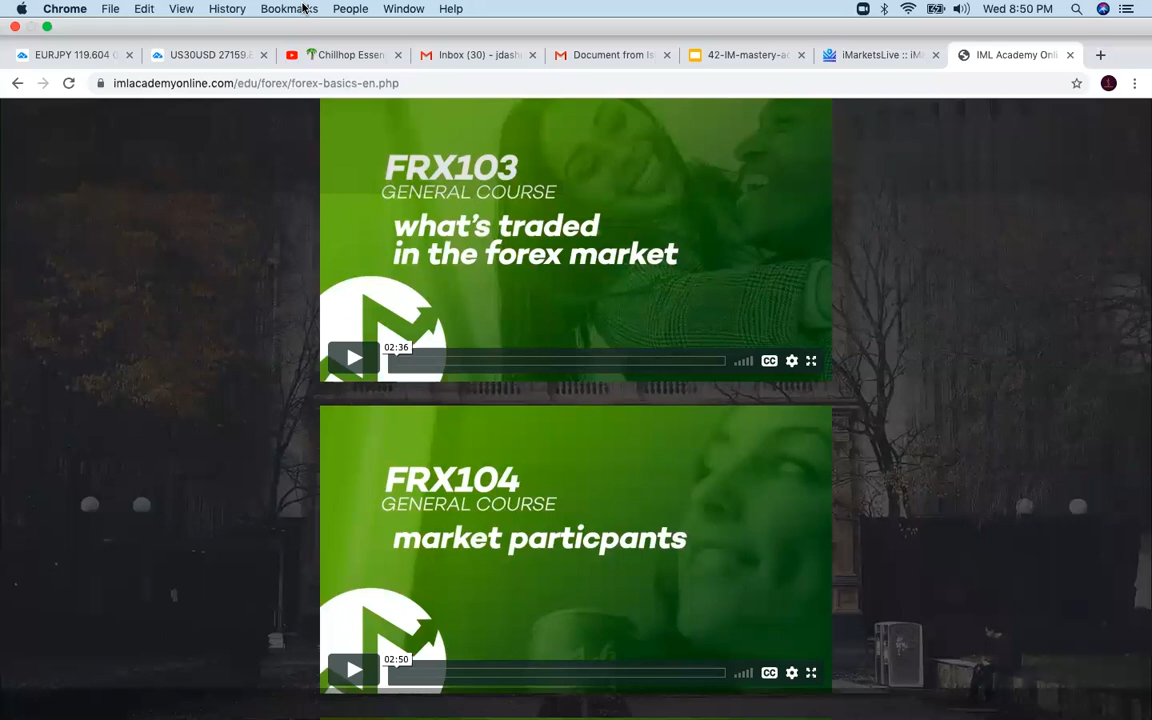 Chrome File Edit View History Bookmarks People Window Help Wed 8:50 PM
EURJPY 119.604 US30USD 27159. Chillhop Essen Inbox (30) - jdash Document from Is 42-IM-mastery-ac iMarketsLive :: iM IML Academy Onli
imlacademyonline.com/edu/forex/forex-basics-en.php
FRX103
GENERAL COURSE
what's traded
in the forex market
02:36
CC
FRX104
GENERAL COURSE
market particpants
02:50
CC